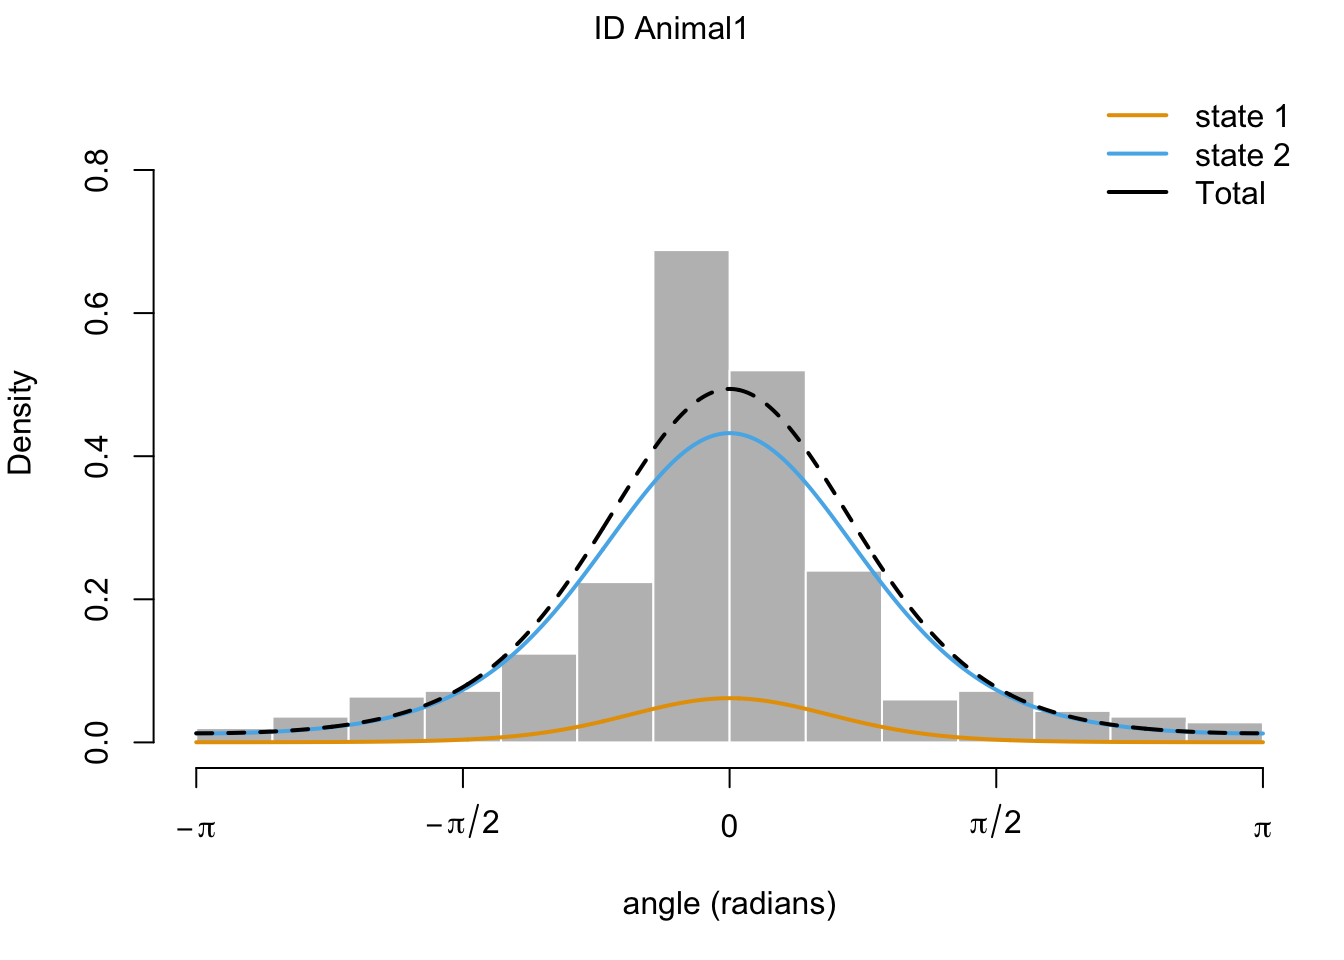 ID Animal1
state 1
state 2
Total
Density
0.8
0.6
0.4
0.2
0.0
−π
−π/2
0
π/2
π
angle (radians)